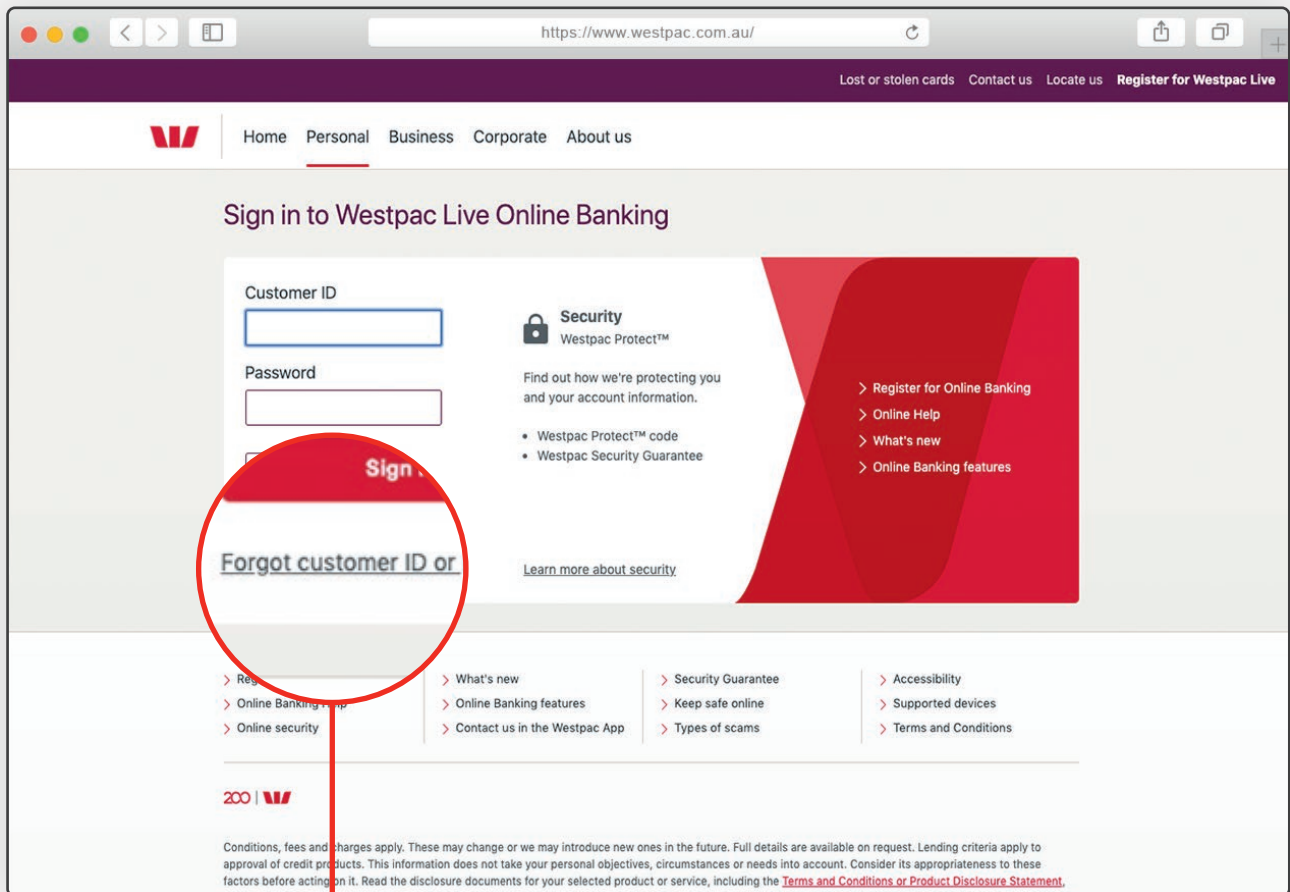 https://www.westpac.com.au/
Lost or stolen cards Contact us Locate us Register for Westpac Live
Home Personal Business Corporate About us
Sign in to Westpac Live Online Banking
Customer ID
Password
Sign
Forgot customer ID or
Security
Westpac Protect™
Find out how we're protecting you
and your account information.
• Westpac Protect™ code
• Westpac Security Guarantee
Learn more about security
Register for Online Banking
Online Help
What's new
Online Banking features
Online Banking
Online security
What's new
Online Banking features
Contact us in the Westpac App
Security Guarantee
Keep safe online
Types of scams
Accessibility
Supported devices
Terms and Conditions
200
Conditions, fees and charges apply. These may change or we may introduce new ones in the future. Full details are available on request. Lending criteria apply to
approval of credit products. This information does not take your personal objectives, circumstances or needs into account. Consider its appropriateness to these
factors before acting on it. Read the disclosure documents for your selected product or service, including the Terms and Conditions or Product Disclosure Statement,